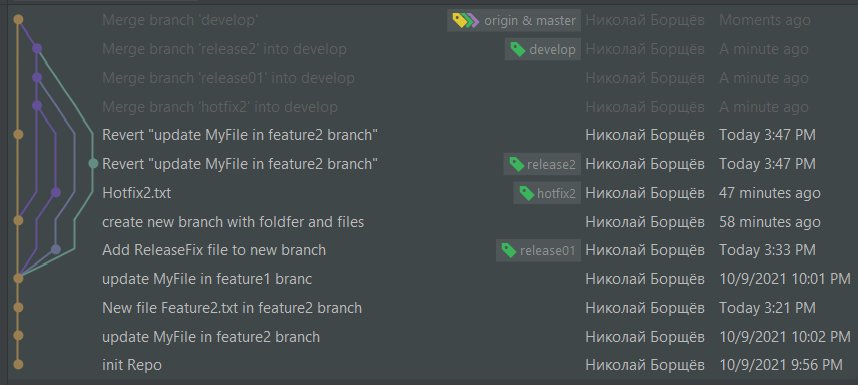 Merge branch 'develop' origin & master Николай Борщёв Moments ago
Merge branch 'release2' into develop develop Николай Борщёв A minute ago
Merge branch 'release01' into develop Николай Борщёв A minute ago
Merge branch 'hotfix2' into develop Николай Борщёв A minute ago
Revert "update MyFile in feature2 branch" Николай Борщёв Today 3:47 PM
Revert "update MyFile in feature2 branch" release2 Николай Борщёв Today 3:47 PM
Hotfix2.txt hotfix2 Николай Борщёв 47 minutes ago
create new branch with foldfer and files Николай Борщёв 58 minutes ago
Add ReleaseFix file to new branch release01 Николай Борщёв Today 3:33 PM
update MyFile in feature1 branc Николай Борщёв 10/9/2021 10:01 PM
New file Feature2.txt in feature2 branch Николай Борщёв Today 3:21 PM
update MyFile in feature2 branch Николай Борщёв 10/9/2021 10:02 PM
init Repo Николай Борщёв 10/9/2021 9:56 PM